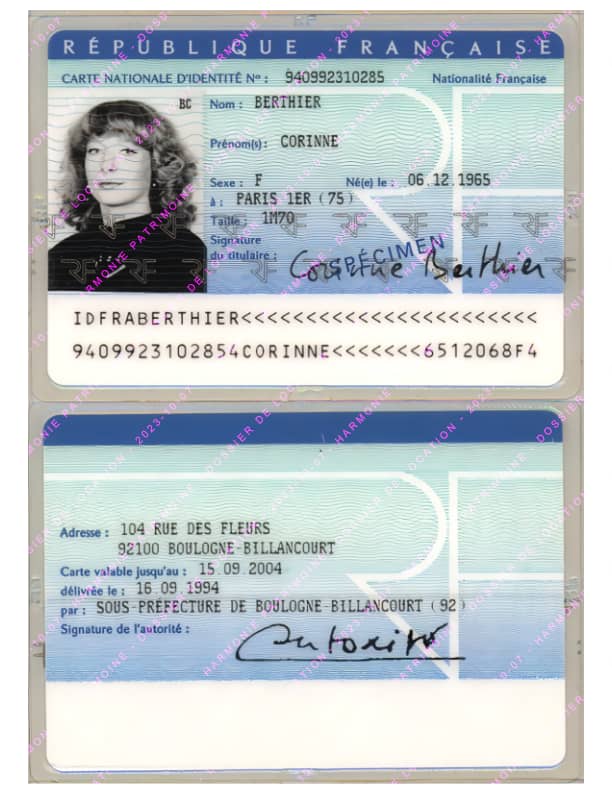 RÉPUBLIQUE FRANÇAISE
CARTE NATIONALE D'IDENTITÉ Nº : 940992310285 Nationalité Française
BC Nom : BERTHIER
Prénom(s): CORINNE
Sexe : F Né(e) le : 06.12.1965
à : PARIS 1ER (75)
Taille : 1M70
Signature
du titulaire : Corinne Berthier
SPÉCIMEN
IDFRABERTHIER<<<<<<<<<<<<<<<<<<<<<<<
9409923102854CORINNE<<<<<<<6512068F4
Adresse : 104 RUE DES FLEURS
92100 BOULOGNE-BILLANCOURT
Carte valable jusqu'au : 15.09.2004
délivrée le : 16.09.1994
par : SOUS-PRÉFECTURE DE BOULOGNE-BILLANCOURT (92)
Signature de l'autorité :
Autorité
HARMONIE PATRIMOINE - DOSSIER DE LOCATION - 2023-10-07